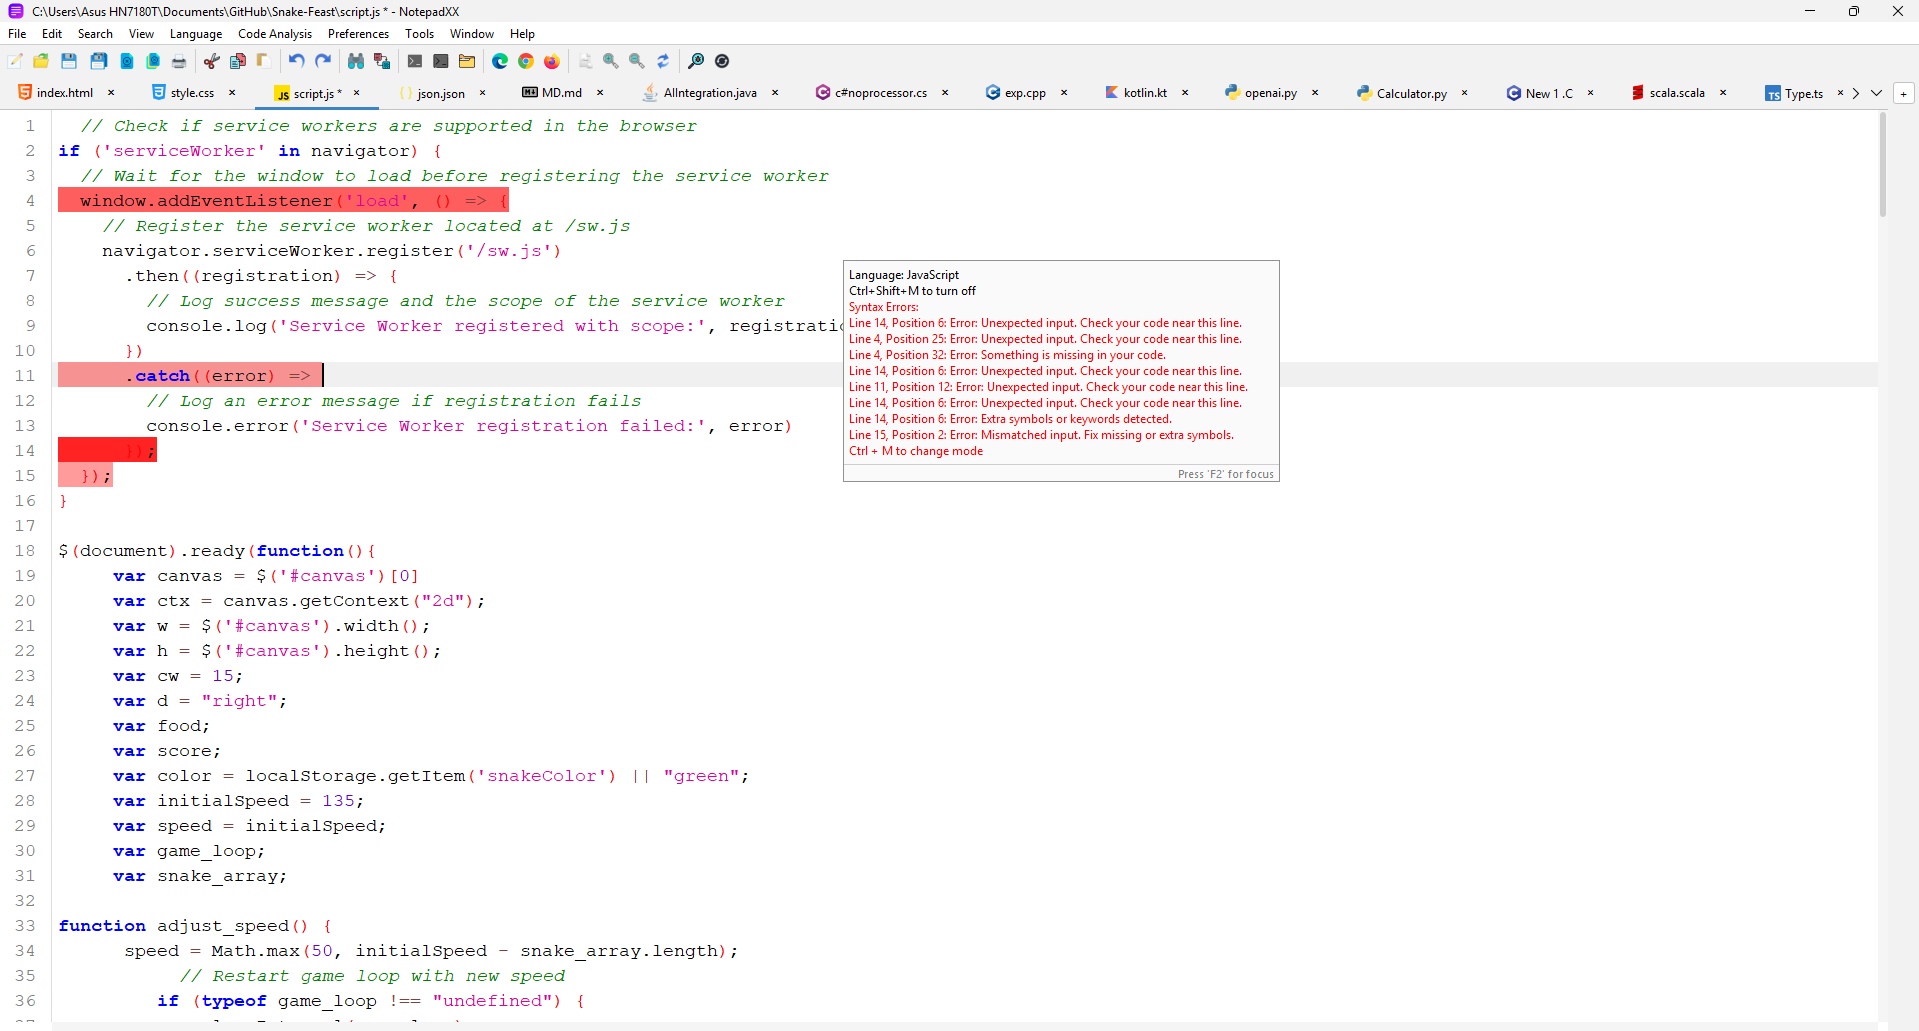 C:\Users\Asus HN7180T\Documents\GitHub\Snake-Feast\script.js * - NotepadXX
File Edit Search View Language Code Analysis Preferences Tools Window Help
index.html × style.css × JS script.js * × json.json × MD.md × AIIntegration.java × c#noprocessor.cs × exp.cpp × kotlin.kt × openai.py × Calculator.py × New 1 .C × scala.scala × TS Type.ts × +
1 // Check if service workers are supported in the browser
2 if ('serviceWorker' in navigator) {
3 // Wait for the window to load before registering the service worker
4 window.addEventListener('load', () => {
5 // Register the service worker located at /sw.js
6 navigator.serviceWorker.register('/sw.js')
7 .then((registration) => {
8 // Log success message and the scope of the service worker
9 console.log('Service Worker registered with scope:',
10 })
11 .catch((error) =>
12 // Log an error message if registration fails
13 console.error('Service Worker registration failed:', error)
14 });
15 });
16 }
17
18 $(document).ready(function(){
19 var canvas = $('#canvas')[0]
20 var ctx = canvas.getContext("2d");
21 var w = $('#canvas').width();
22 var h = $('#canvas').height();
23 var cw = 15;
24 var d = "right";
25 var food;
26 var score;
27 var color = localStorage.getItem('snakeColor') || "green";
28 var initialSpeed = 135;
29 var speed = initialSpeed;
30 var game_loop;
31 var snake_array;
32
33 function adjust_speed() {
34 speed = Math.max(50, initialSpeed - snake_array.length);
35 // Restart game loop with new speed
36 if (typeof game_loop !== "undefined") {
Language: JavaScript
Ctrl+Shift+M to turn off
Syntax Errors:
Line 14, Position 6: Error: Unexpected input. Check your code near this line.
Line 4, Position 25: Error: Unexpected input. Check your code near this line.
Line 4, Position 32: Error: Something is missing in your code.
Line 14, Position 6: Error: Unexpected input. Check your code near this line.
Line 11, Position 12: Error: Unexpected input. Check your code near this line.
Line 14, Position 6: Error: Unexpected input. Check your code near this line.
Line 14, Position 6: Error: Extra symbols or keywords detected.
Line 15, Position 2: Error: Mismatched input. Fix missing or extra symbols.
Ctrl + M to change mode
Press 'F2' for focus